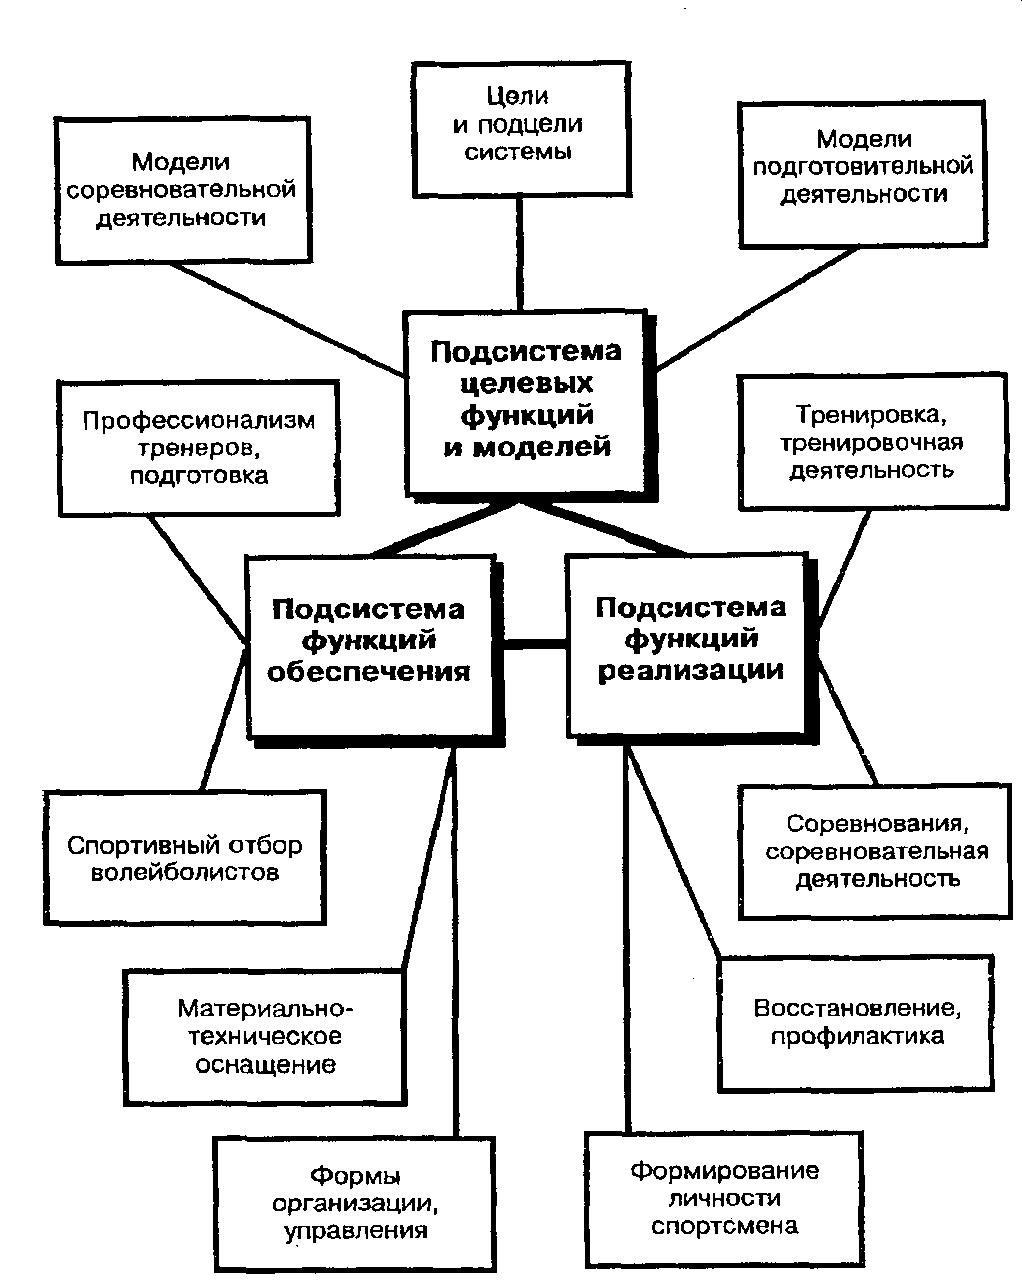 Цели
и подцели
системы
Модели
соревновательной
деятельности
Модели
подготовительной
деятельности
Подсистема
целевых
функций
и моделей
Профессионализм
тренеров,
подготовка
Тренировка,
тренировочная
деятельность
Подсистема
функций
обеспечения
Подсистема
функций
реализации
Спортивный отбор
волейболистов
Соревнования,
соревновательная
деятельность
Материально-
техническое
оснащение
Восстановление,
профилактика
Формы
организации,
управления
Формирование
личности
спортсмена